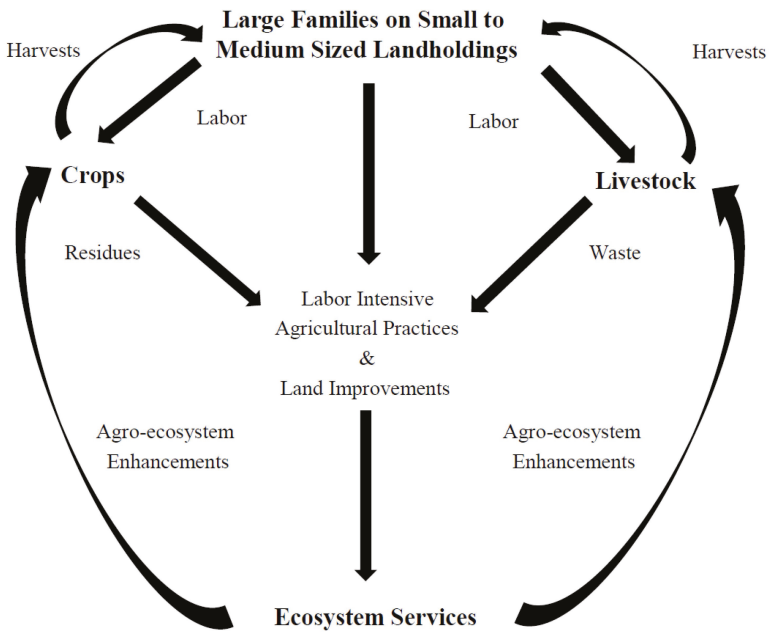 Large Families on Small to
Medium Sized Landholdings
Harvests
Harvests
Labor
Labor
Crops
Livestock
Residues
Waste
Labor Intensive
Agricultural Practices
&
Land Improvements
Agro-ecosystem
Enhancements
Agro-ecosystem
Enhancements
Ecosystem Services